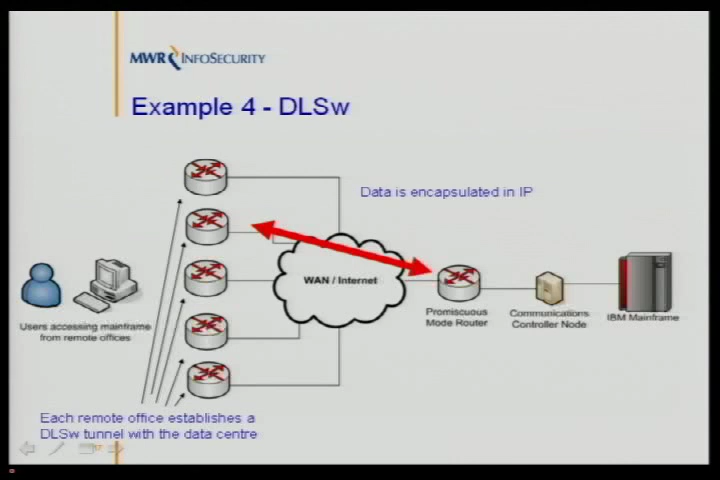 MWR INFOSECURITY
Example 4 - DLSw
Data is encapsulated in IP
WAN / Internet
Users accessing mainframe
from remote offices
Promiscuous
Mode Router
Communications
Controller Node
IBM Mainframe
Each remote office establishes a
DLSw tunnel with the data centre